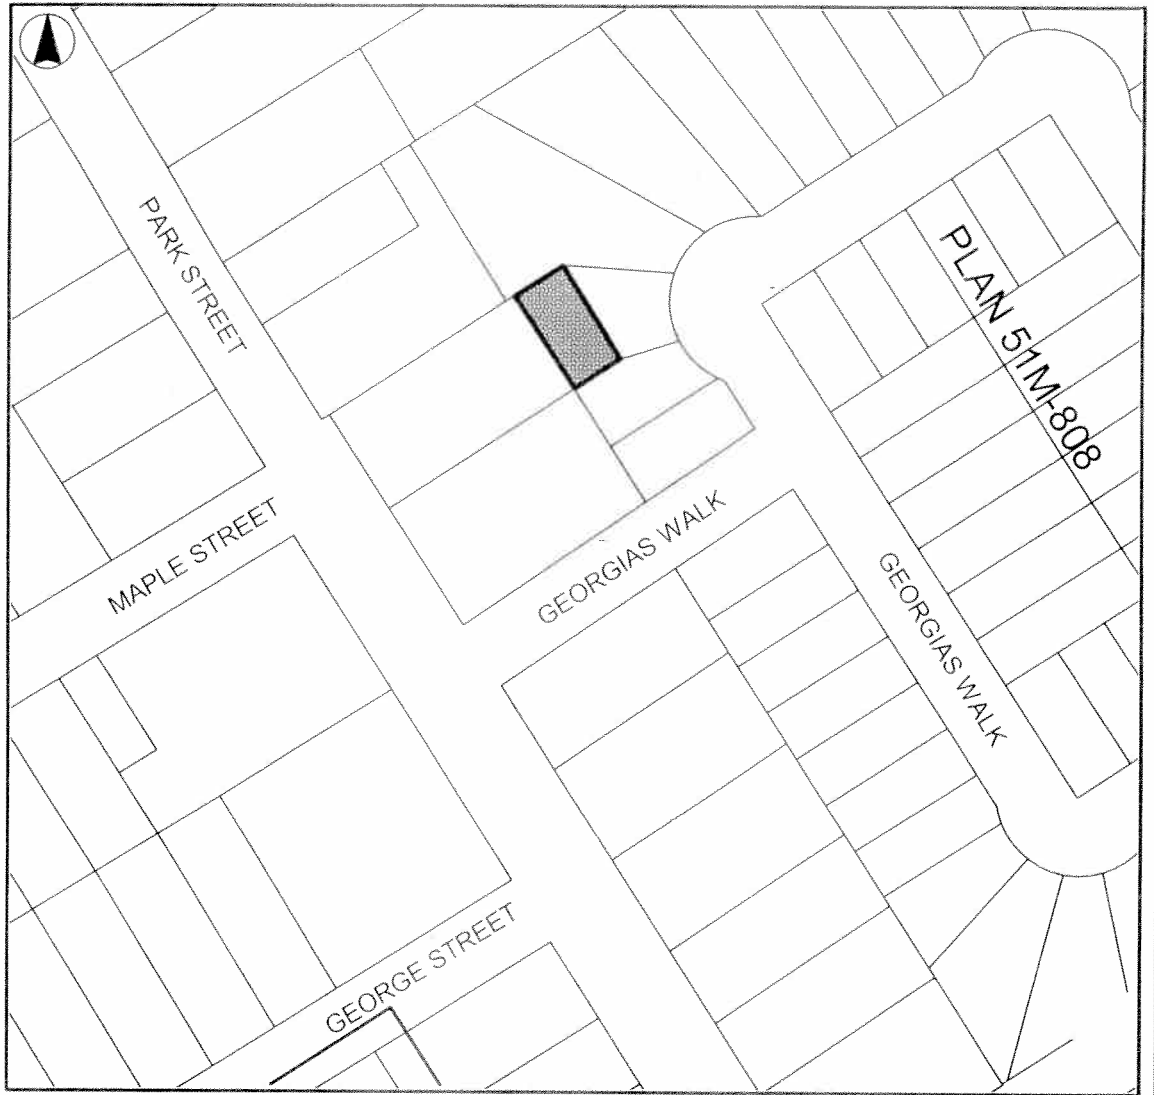 PARK STREET
PLAN 51M-808
MAPLE STREET
GEORGIAS WALK
GEORGIAS WALK
GEORGE STREET